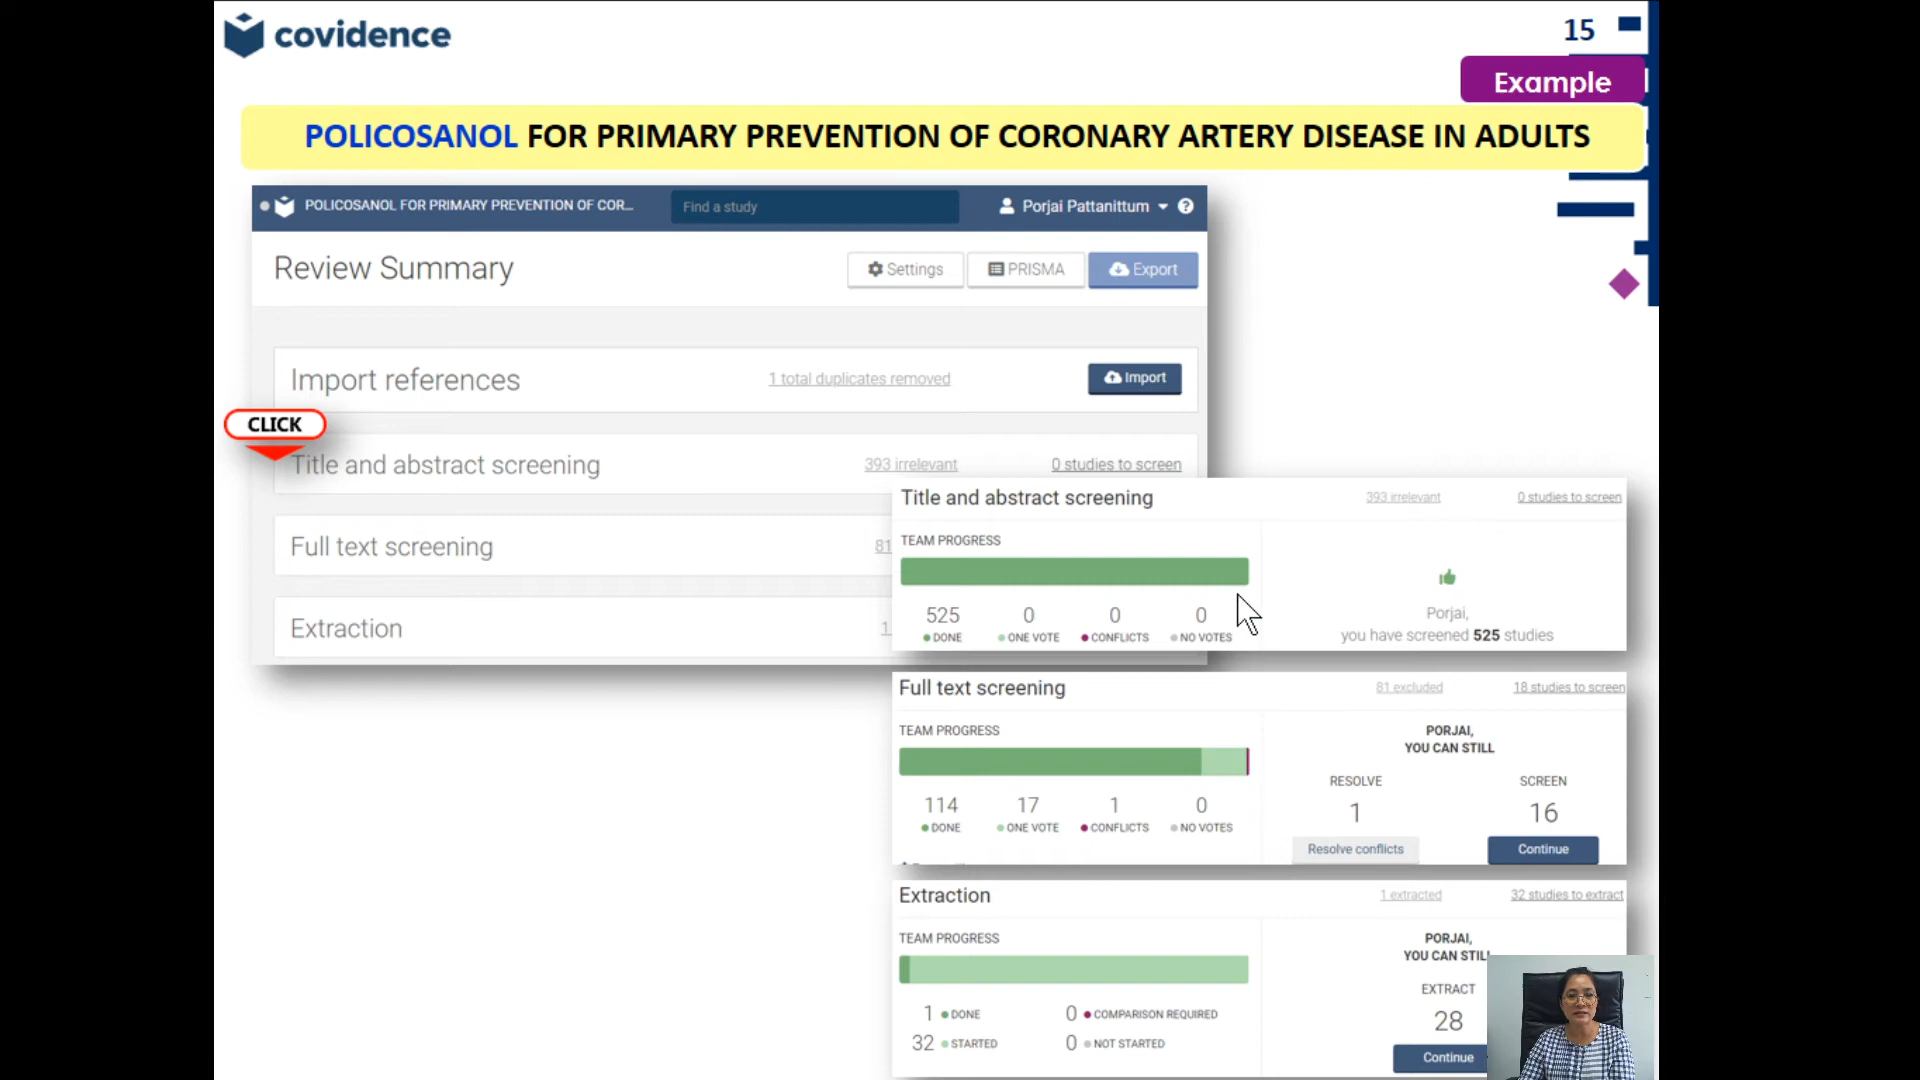 covidence
15
Example
POLICOSANOL FOR PRIMARY PREVENTION OF CORONARY ARTERY DISEASE IN ADULTS
POLICOSANOL FOR PRIMARY PREVENTION OF COR...
Find a study
Porjai Pattanittum
Review Summary
Settings
PRISMA
Export
Import references
1 total duplicates removed
Import
CLICK
Title and abstract screening
393 irrelevant
0 studies to screen
Full text screening
81
Extraction
1
Title and abstract screening
393 irrelevant
0 studies to screen
TEAM PROGRESS
525 DONE
0 ONE VOTE
0 CONFLICTS
0 NO VOTES
Porjai,
you have screened 525 studies
Full text screening
81 excluded
18 studies to screen
TEAM PROGRESS
114 DONE
17 ONE VOTE
1 CONFLICTS
0 NO VOTES
PORJAI,
YOU CAN STILL
RESOLVE
1
Resolve conflicts
SCREEN
16
Continue
Extraction
1 extracted
32 studies to extract
TEAM PROGRESS
1 DONE
0 COMPARISON REQUIRED
32 STARTED
0 NOT STARTED
PORJAI,
YOU CAN STILL
EXTRACT
28
Continue